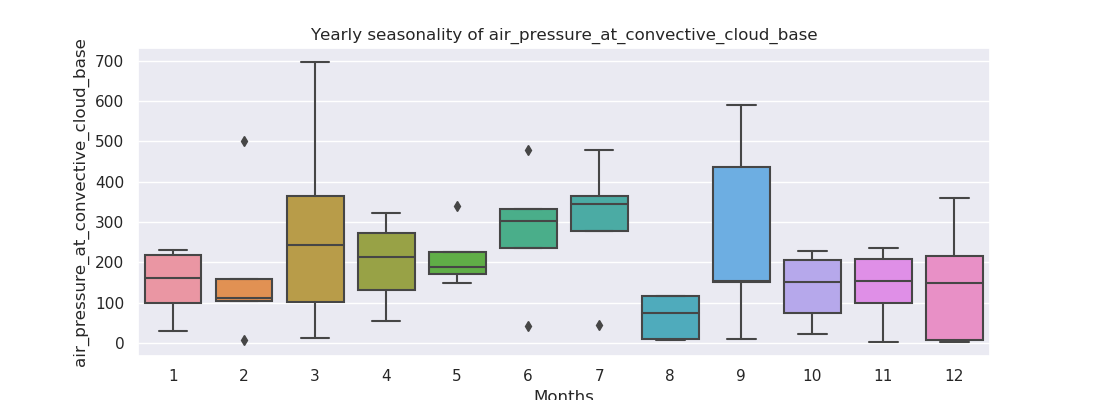 Yearly seasonality of air_pressure_at_convective_cloud_base
air_pressure_at_convective_cloud_base
700
600
500
400
300
200
100
0
1 2 3 4 5 6 7 8 9 10 11 12
Months